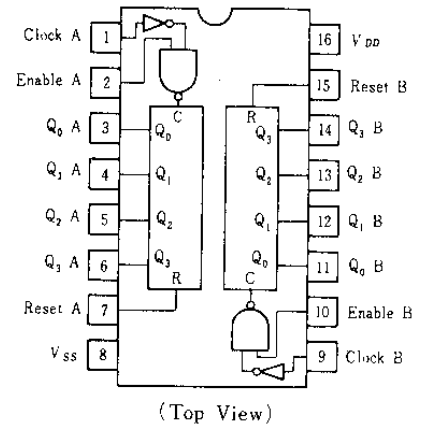 Clock A 1 16 V_DD
Enable A 2 15 Reset B
C R
Q₀ A 3 Q₀ Q₃ 14 Q₃ B
Q₁ A 4 Q₁ Q₂ 13 Q₂ B
Q₂ A 5 Q₂ Q₁ 12 Q₁ B
Q₃ A 6 Q₃ Q₀ 11 Q₀ B
R C
Reset A 7 10 Enable B
V_SS 8 9 Clock B
(Top View)